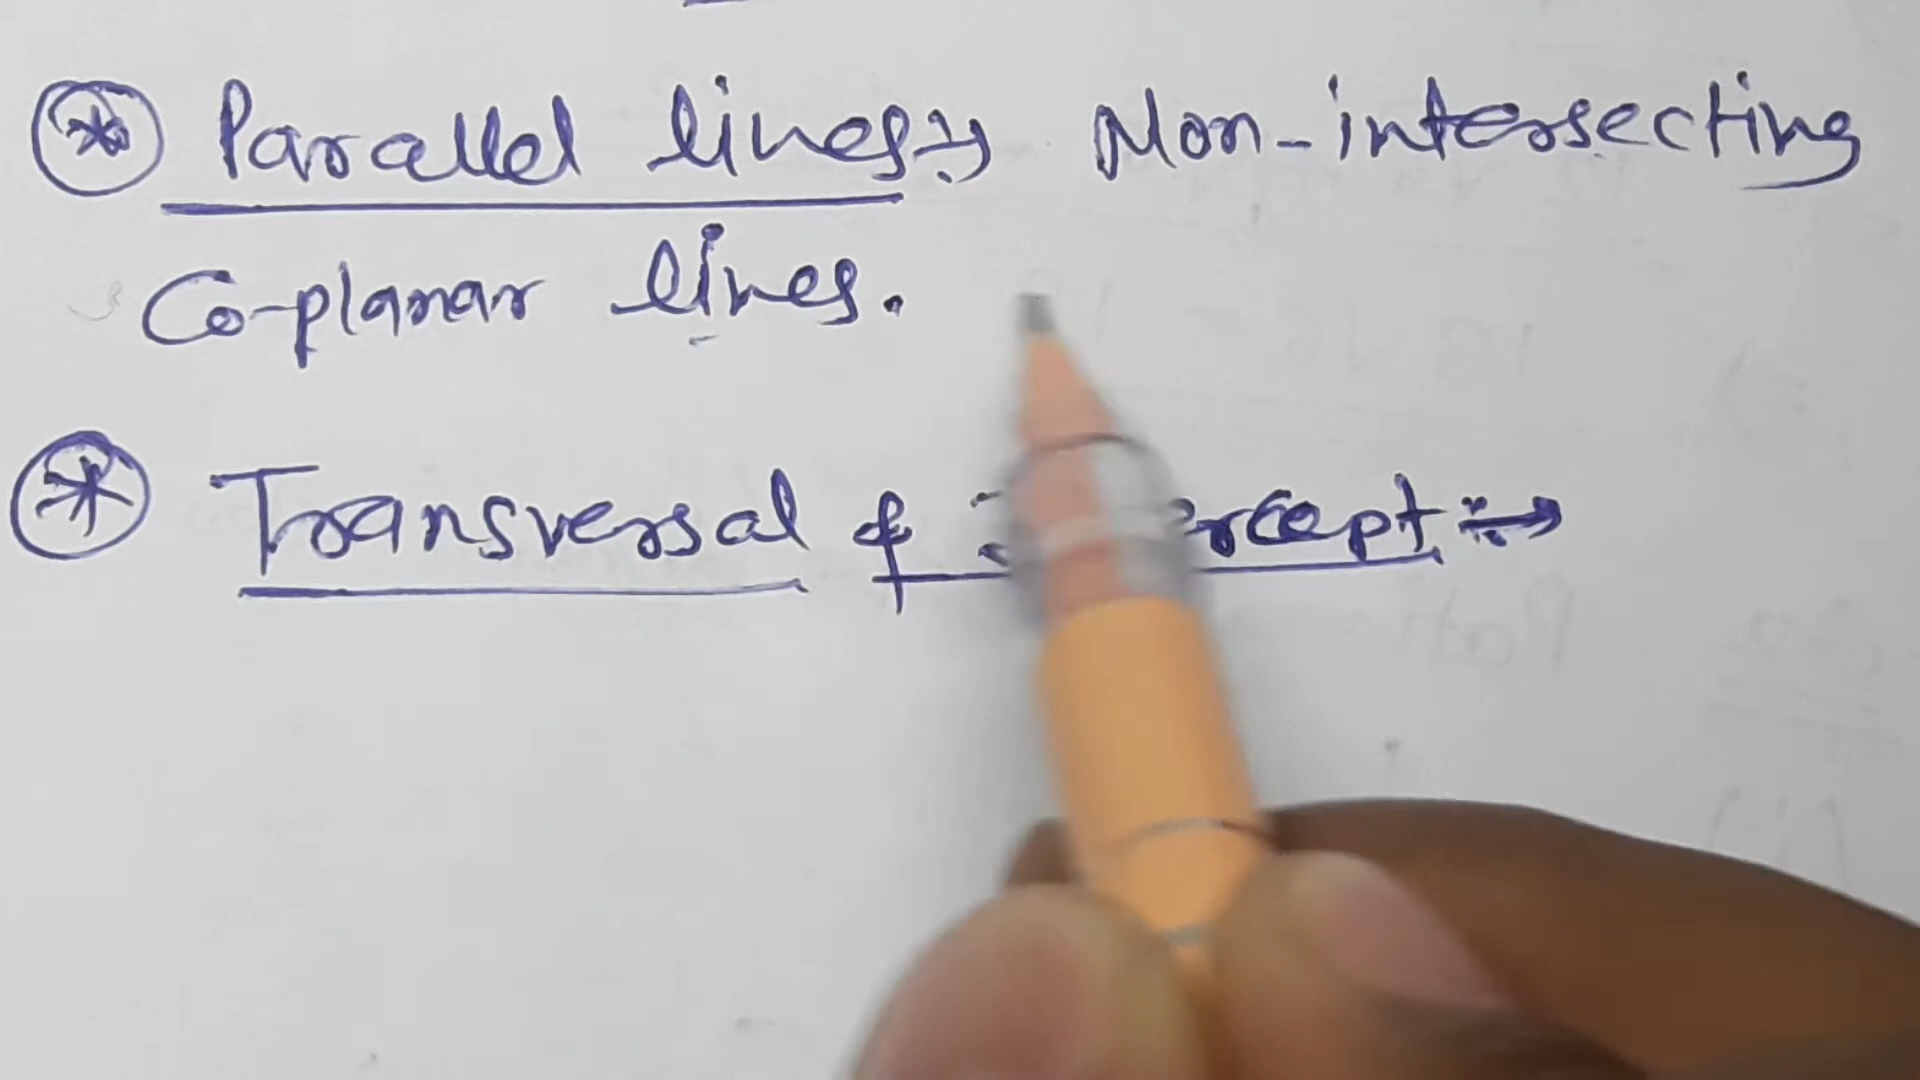 Parallel lines:→ Non-intersecting
Co-planar lines.
Transversal &